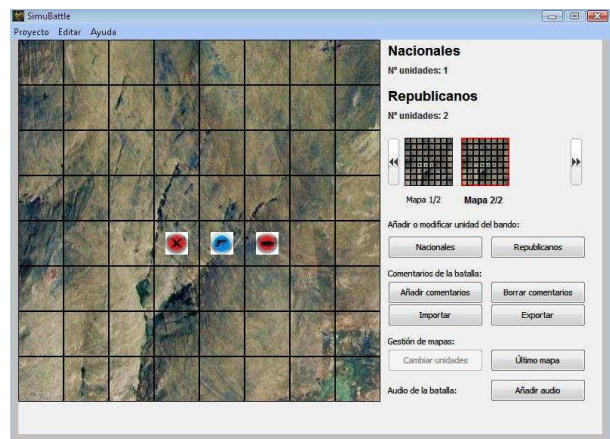 SimuBattle
Proyecto Editar Ayuda
Nacionales
Nº unidades: 1
Republicanos
Nº unidades: 2
Mapa 1/2 Mapa 2/2
Añadir o modificar unidad del bando:
Nacionales Republicanos
Comentarios de la batalla:
Añadir comentarios Borrar comentarios
Importar Exportar
Gestión de mapas:
Cambiar unidades Último mapa
Audio de la batalla: Añadir audio